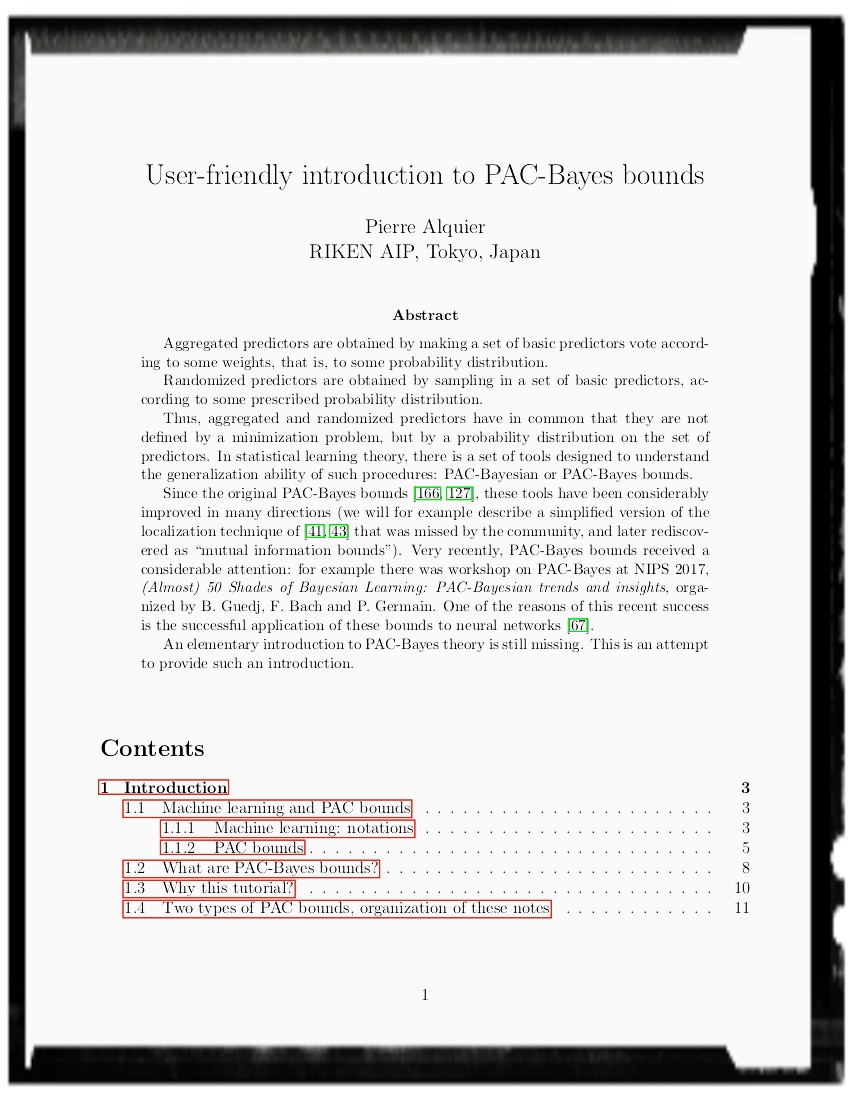 User-friendly introduction to PAC-Bayes bounds
Pierre Alquier
RIKEN AIP, Tokyo, Japan
Abstract
Aggregated predictors are obtained by making a set of basic predictors vote accord-
ing to some weights, that is, to some probability distribution.
Randomized predictors are obtained by sampling in a set of basic predictors, ac-
cording to some prescribed probability distribution.
Thus, aggregated and randomized predictors have in common that they are not
defined by a minimization problem, but by a probability distribution on the set of
predictors. In statistical learning theory, there is a set of tools designed to understand
the generalization ability of such procedures: PAC-Bayesian or PAC-Bayes bounds.
Since the original PAC-Bayes bounds [166, 127], these tools have been considerably
improved in many directions (we will for example describe a simplified version of the
localization technique of [41, 43] that was missed by the community, and later rediscov-
ered as “mutual information bounds”). Very recently, PAC-Bayes bounds received a
considerable attention: for example there was workshop on PAC-Bayes at NIPS 2017,
(Almost) 50 Shades of Bayesian Learning: PAC-Bayesian trends and insights, orga-
nized by B. Guedj, F. Bach and P. Germain. One of the reasons of this recent success
is the successful application of these bounds to neural networks [67].
An elementary introduction to PAC-Bayes theory is still missing. This is an attempt
to provide such an introduction.
Contents
1 Introduction 3
1.1 Machine learning and PAC bounds . . . . . . . . . . . . . . . . . . . . . . . . 3
1.1.1 Machine learning: notations . . . . . . . . . . . . . . . . . . . . . . . . 3
1.1.2 PAC bounds . . . . . . . . . . . . . . . . . . . . . . . . . . . . . . . . . 5
1.2 What are PAC-Bayes bounds? . . . . . . . . . . . . . . . . . . . . . . . . . . . 8
1.3 Why this tutorial? . . . . . . . . . . . . . . . . . . . . . . . . . . . . . . . . . 10
1.4 Two types of PAC bounds, organization of these notes . . . . . . . . . . . . 11
1